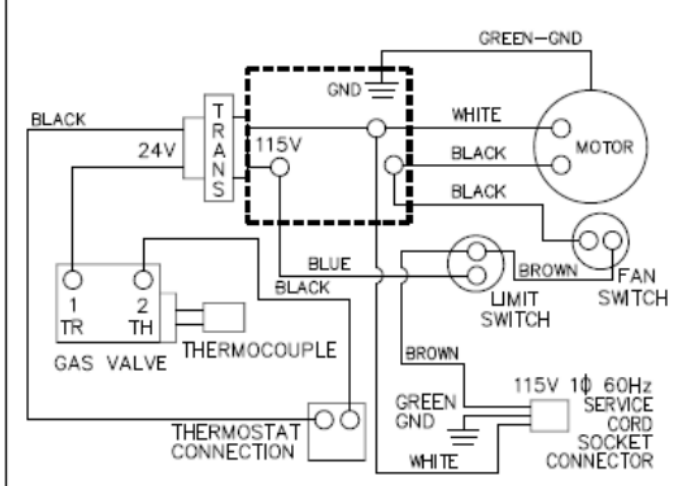 GREEN-GND
GND
BLACK
TRANS
24V
115V
WHITE
BLACK
MOTOR
BLACK
BLUE
BLACK
BROWN
FAN
SWITCH
LIMIT
SWITCH
1
TR
2
TH
GAS VALVE
THERMOCOUPLE
BROWN
GREEN
GND
115V 1ϕ 60Hz
SERVICE
CORD
SOCKET
CONNECTOR
THERMOSTAT
CONNECTION
WHITE